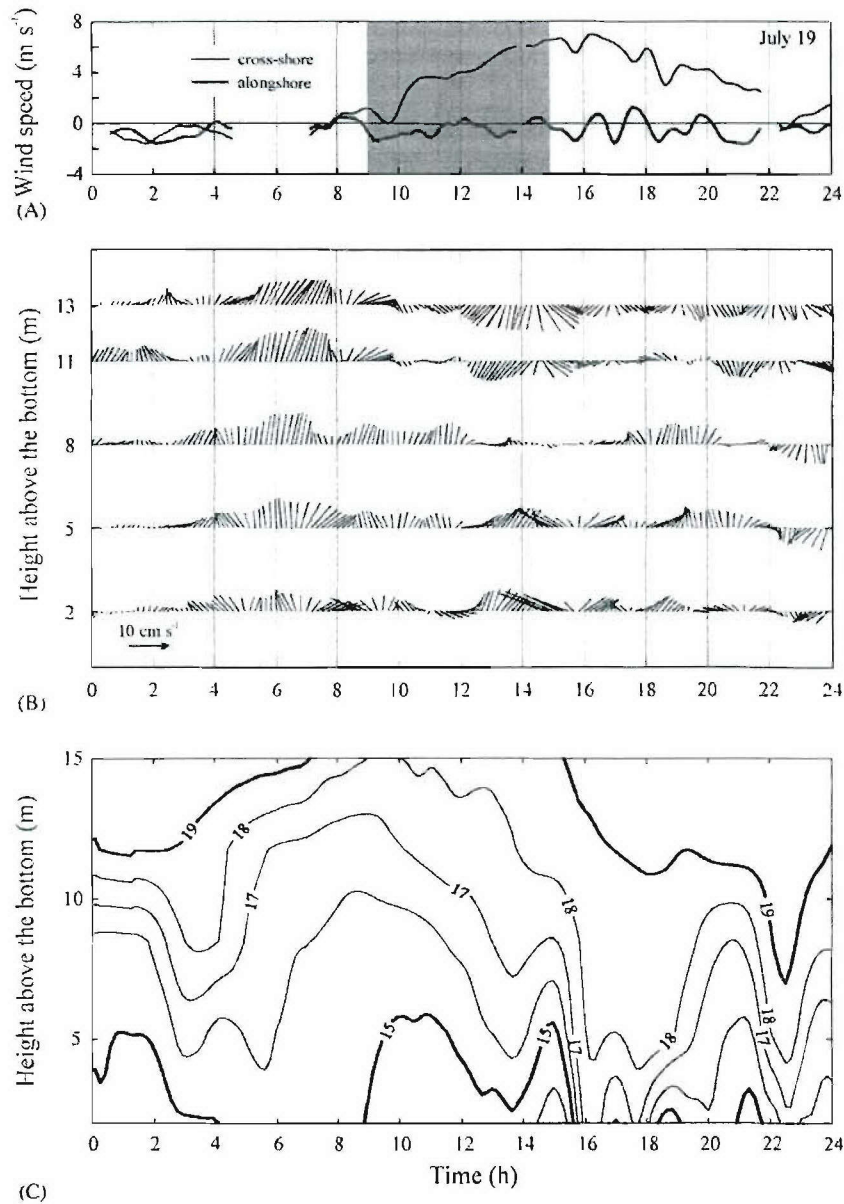 8
4
0
-4
Wind speed (m s⁻¹)
cross-shore
alongshore
July 19
0 2 4 6 8 10 12 14 16 18 20 22 24
(A)
13
11
8
5
2
Height above the bottom (m)
10 cm s⁻¹
0 2 4 6 8 10 12 14 16 18 20 22 24
(B)
15
10
5
Height above the bottom (m)
19
18
17
15
17
18
15
17
18
19
18
17
0 2 4 6 8 10 12 14 16 18 20 22 24
Time (h)
(C)